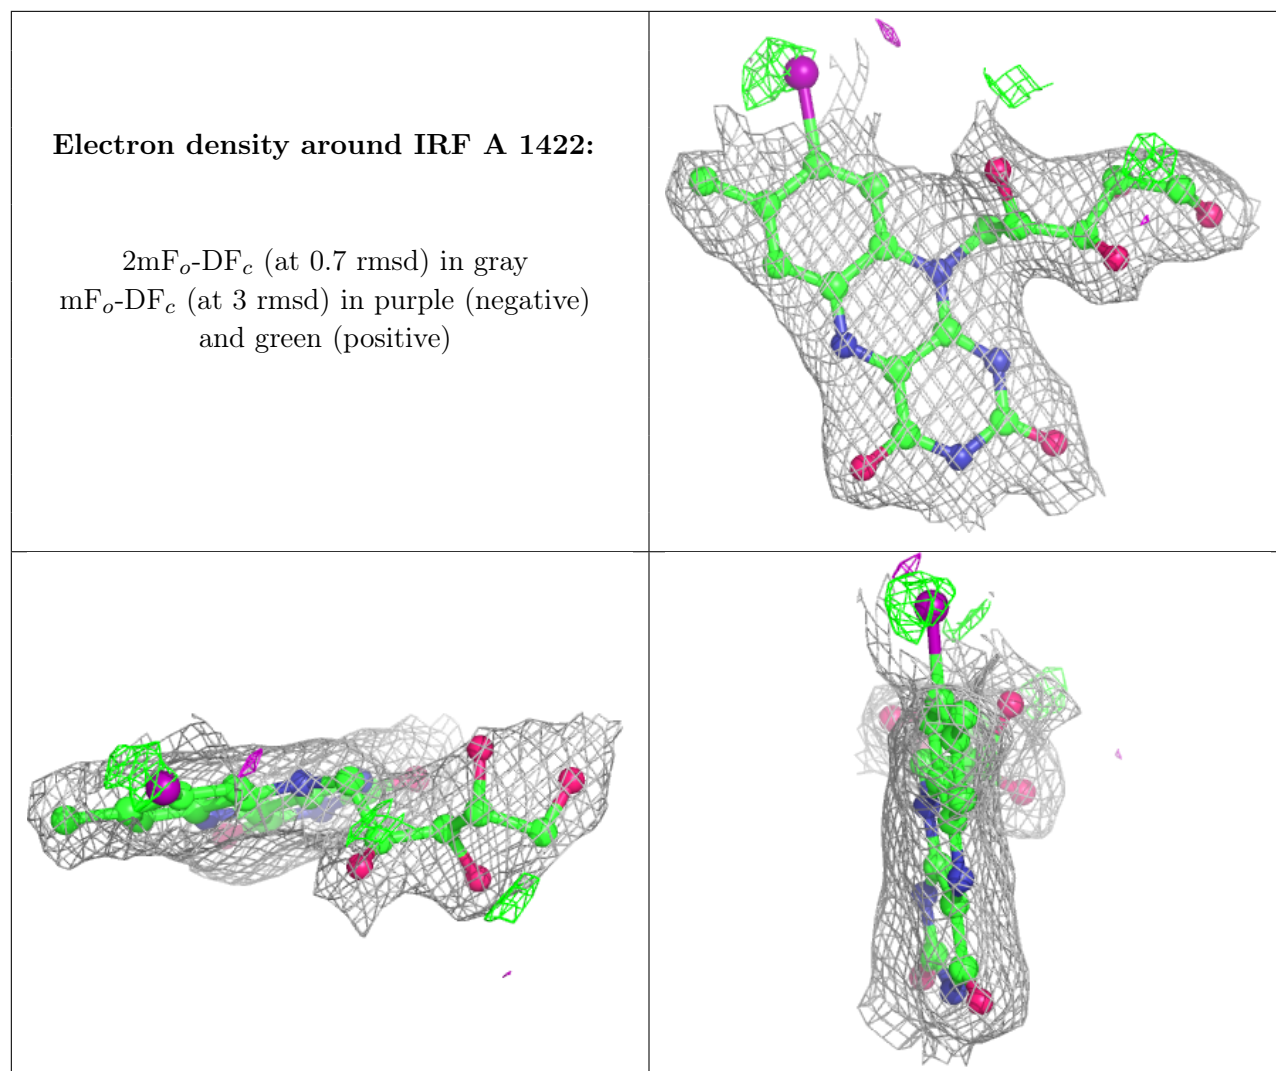 Electron density around IRF A 1422:
2mFₒ-DF𝒸 (at 0.7 rmsd) in gray
mFₒ-DF𝒸 (at 3 rmsd) in purple (negative)
and green (positive)